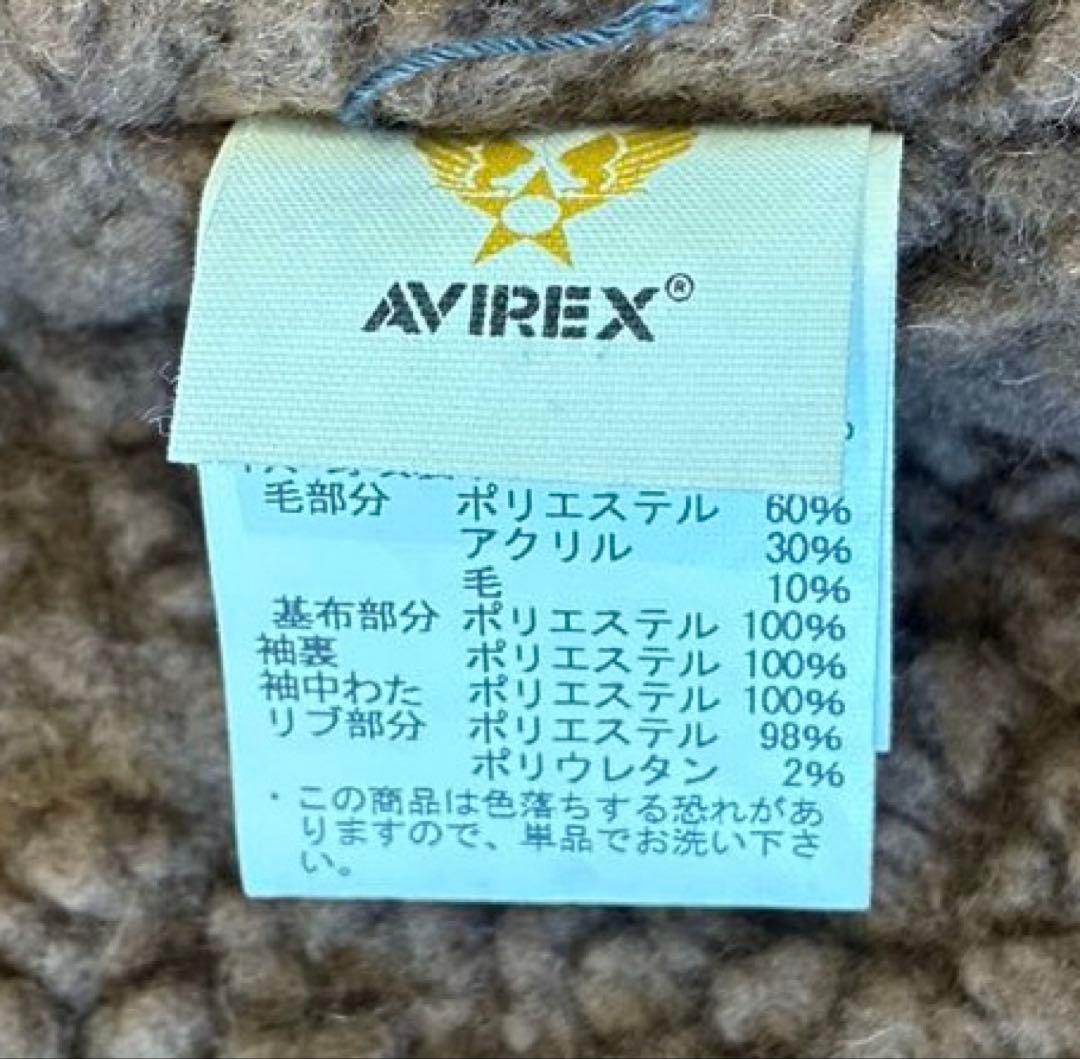 AVIREX®
毛部分 ポリエステル 60%
アクリル 30%
毛 10%
基布部分 ポリエステル 100%
袖裏 ポリエステル 100%
袖中わた ポリエステル 100%
リブ部分 ポリエステル 98%
ポリウレタン 2%
・この商品は色落ちする恐れがあ
りますので、単品でお洗い下さ
い。